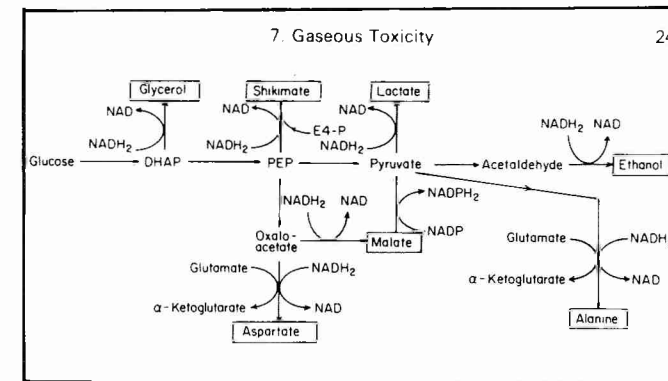 7. Gaseous Toxicity
24
Glycerol
Shikimate
Lactate
NAD
NAD
NAD
E4-P
NADH₂
NADH₂
NADH₂
NADH₂
NAD
Glucose
DHAP
PEP
Pyruvate
Acetaldehyde
Ethanol
NADH₂
NAD
NADPH₂
Oxalo-
acetate
Malate
NADP
Glutamate
NADH
Glutamate
NADH₂
α-Ketoglutarate
NAD
α-Ketoglutarate
NAD
Aspartate
Alanine